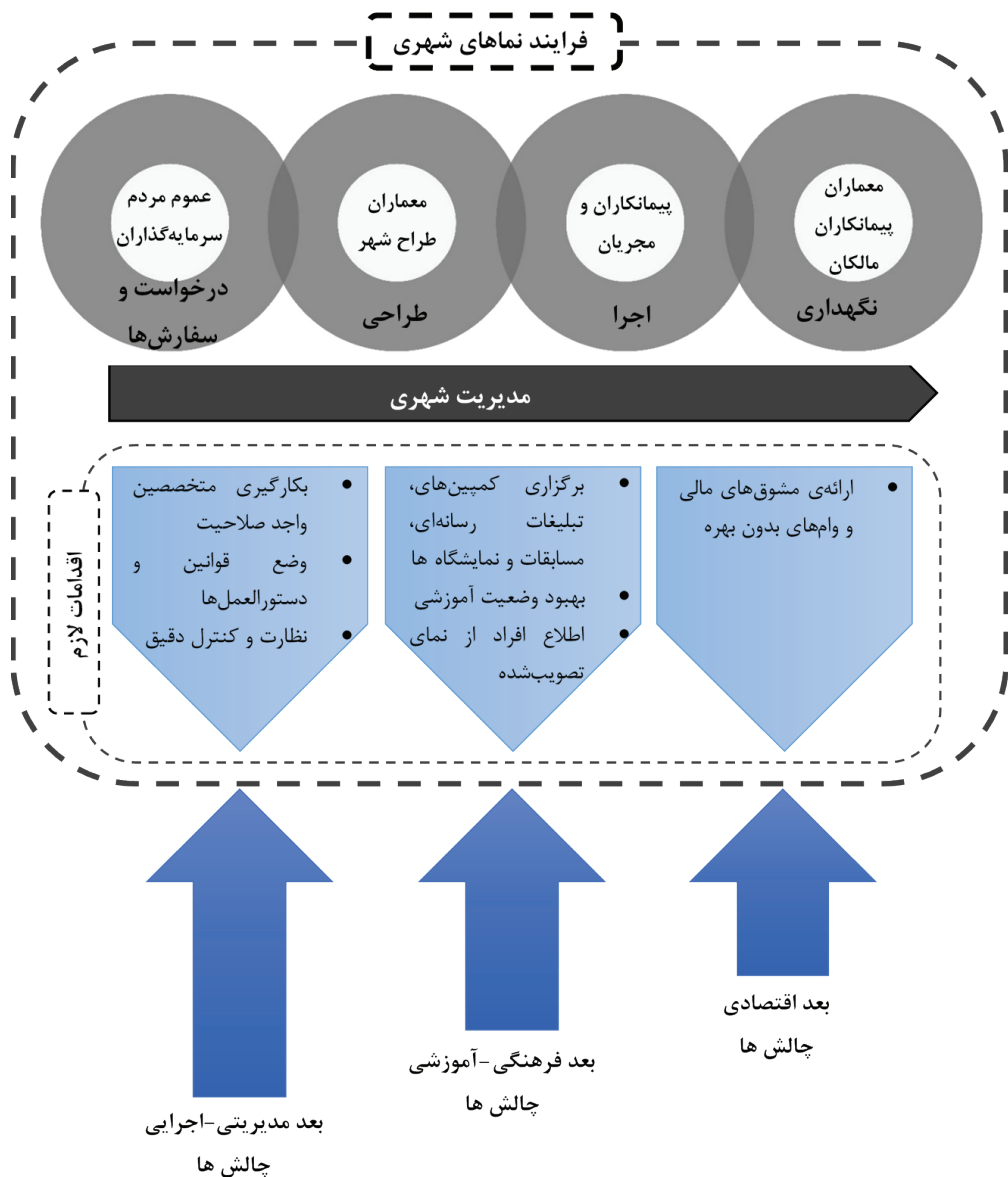 فرایند نماهای شهری
معماران
پیمانکاران
مالکان
نگهداری
پیمانکاران و
مجریان
اجرا
معماران
طراح شهر
طراحی
عموم مردم
سرمایه‌گذاران
درخواست و
سفارش‌ها
مدیریت شهری
ارائه‌ی مشوق‌های مالی
و وام‌های بدون بهره
برگزاری کمپین‌های،
تبلیغات رسانه‌ای،
مسابقات و نمایشگاه ها
بهبود وضعیت آموزشی
اطلاع افراد از نمای
تصویب‌شده
بکارگیری متخصصین
واجد صلاحیت
وضع قوانین و
دستورالعمل‌ها
نظارت و کنترل دقیق
اقدامات لازم
بعد اقتصادی
چالش ها
بعد فرهنگی-آموزشی
چالش ها
بعد مدیریتی-اجرایی
چالش ها